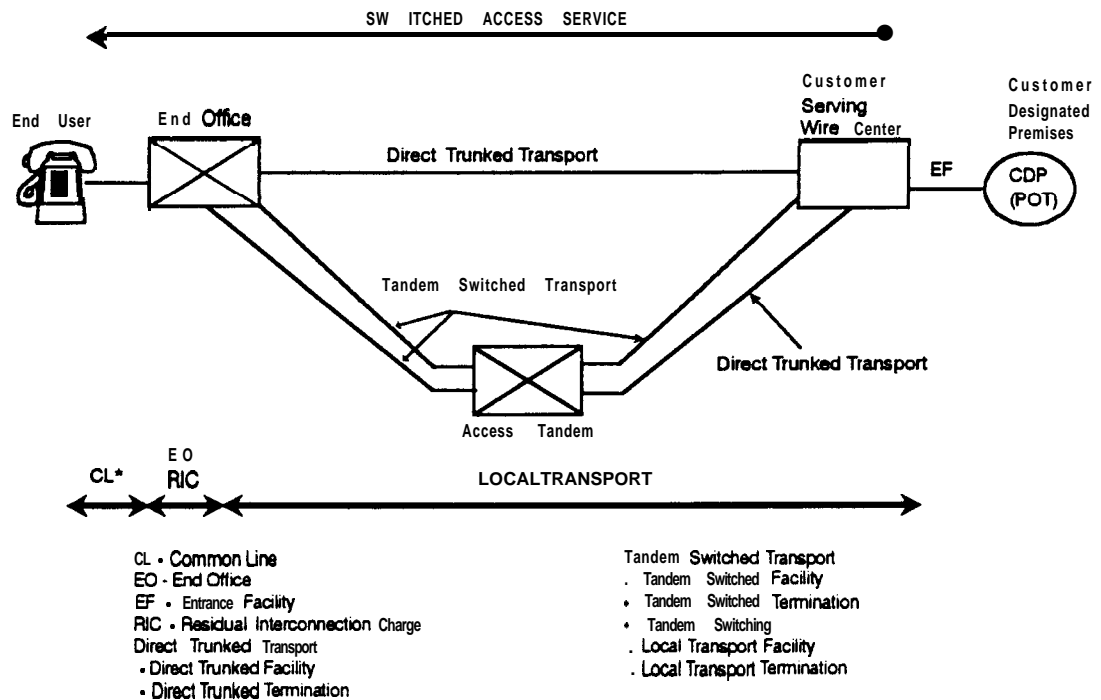 SW ITCHED ACCESS SERVICE
End User
End Office
Customer
Serving
Wire Center
Customer
Designated
Premises
Direct Trunked Transport
EF
CDP
(POT)
Tandem Switched Transport
Direct Trunked Transport
Access Tandem
CL*
EO
RIC
LOCALTRANSPORT
CL - Common Line
EO - End Office
EF - Entrance Facility
RIC - Residual Interconnection Charge
Direct Trunked Transport
• Direct Trunked Facility
• Direct Trunked Termination
Tandem Switched Transport
. Tandem Switched Facility
• Tandem Switched Termination
• Tandem Switching
. Local Transport Facility
. Local Transport Termination